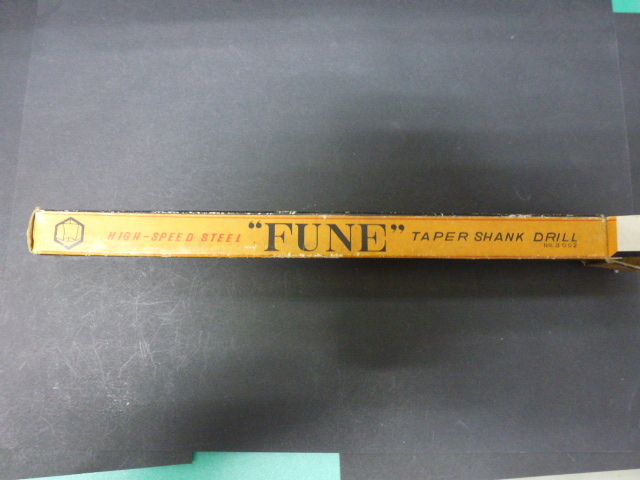 HIGH-SPEED STEEL "FUNE" TAPER SHANK DRILL